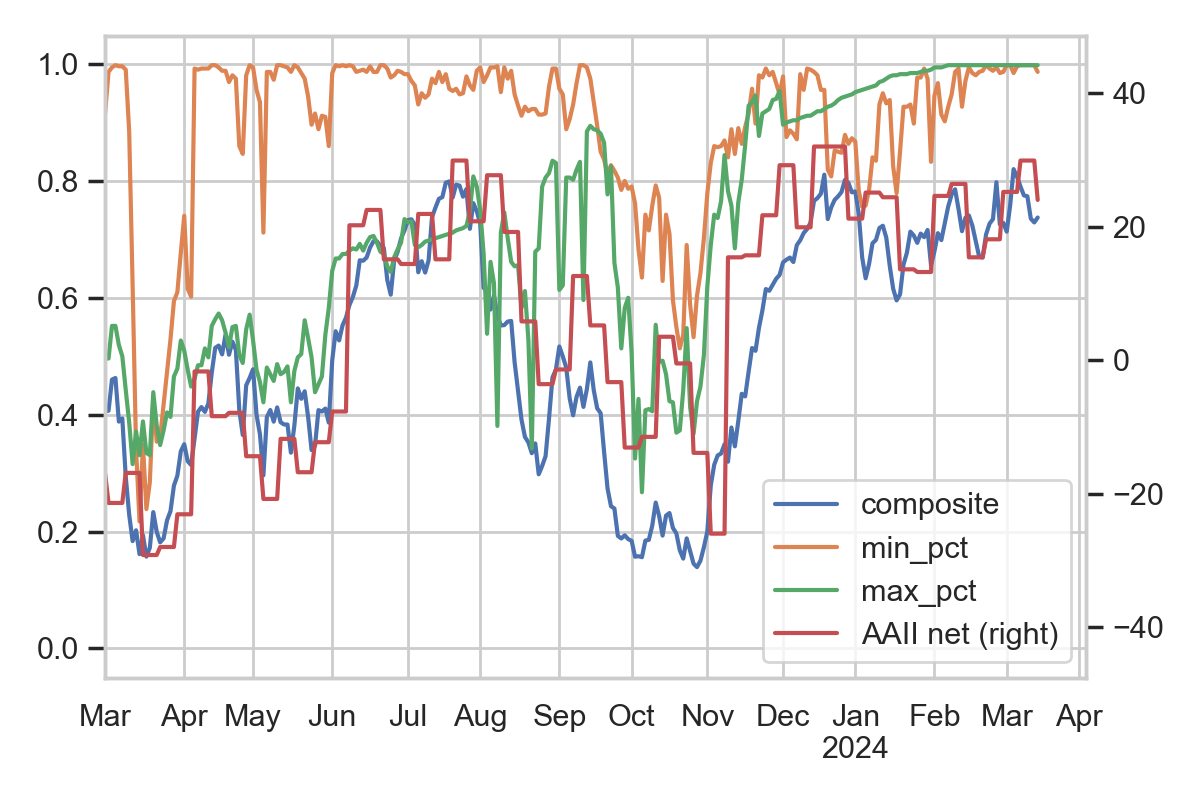 1.0
0.8
0.6
0.4
0.2
0.0
40
20
0
−20
−40
composite
min_pct
max_pct
AAII net (right)
Mar Apr May Jun Jul Aug Sep Oct Nov Dec Jan Feb Mar Apr
2024